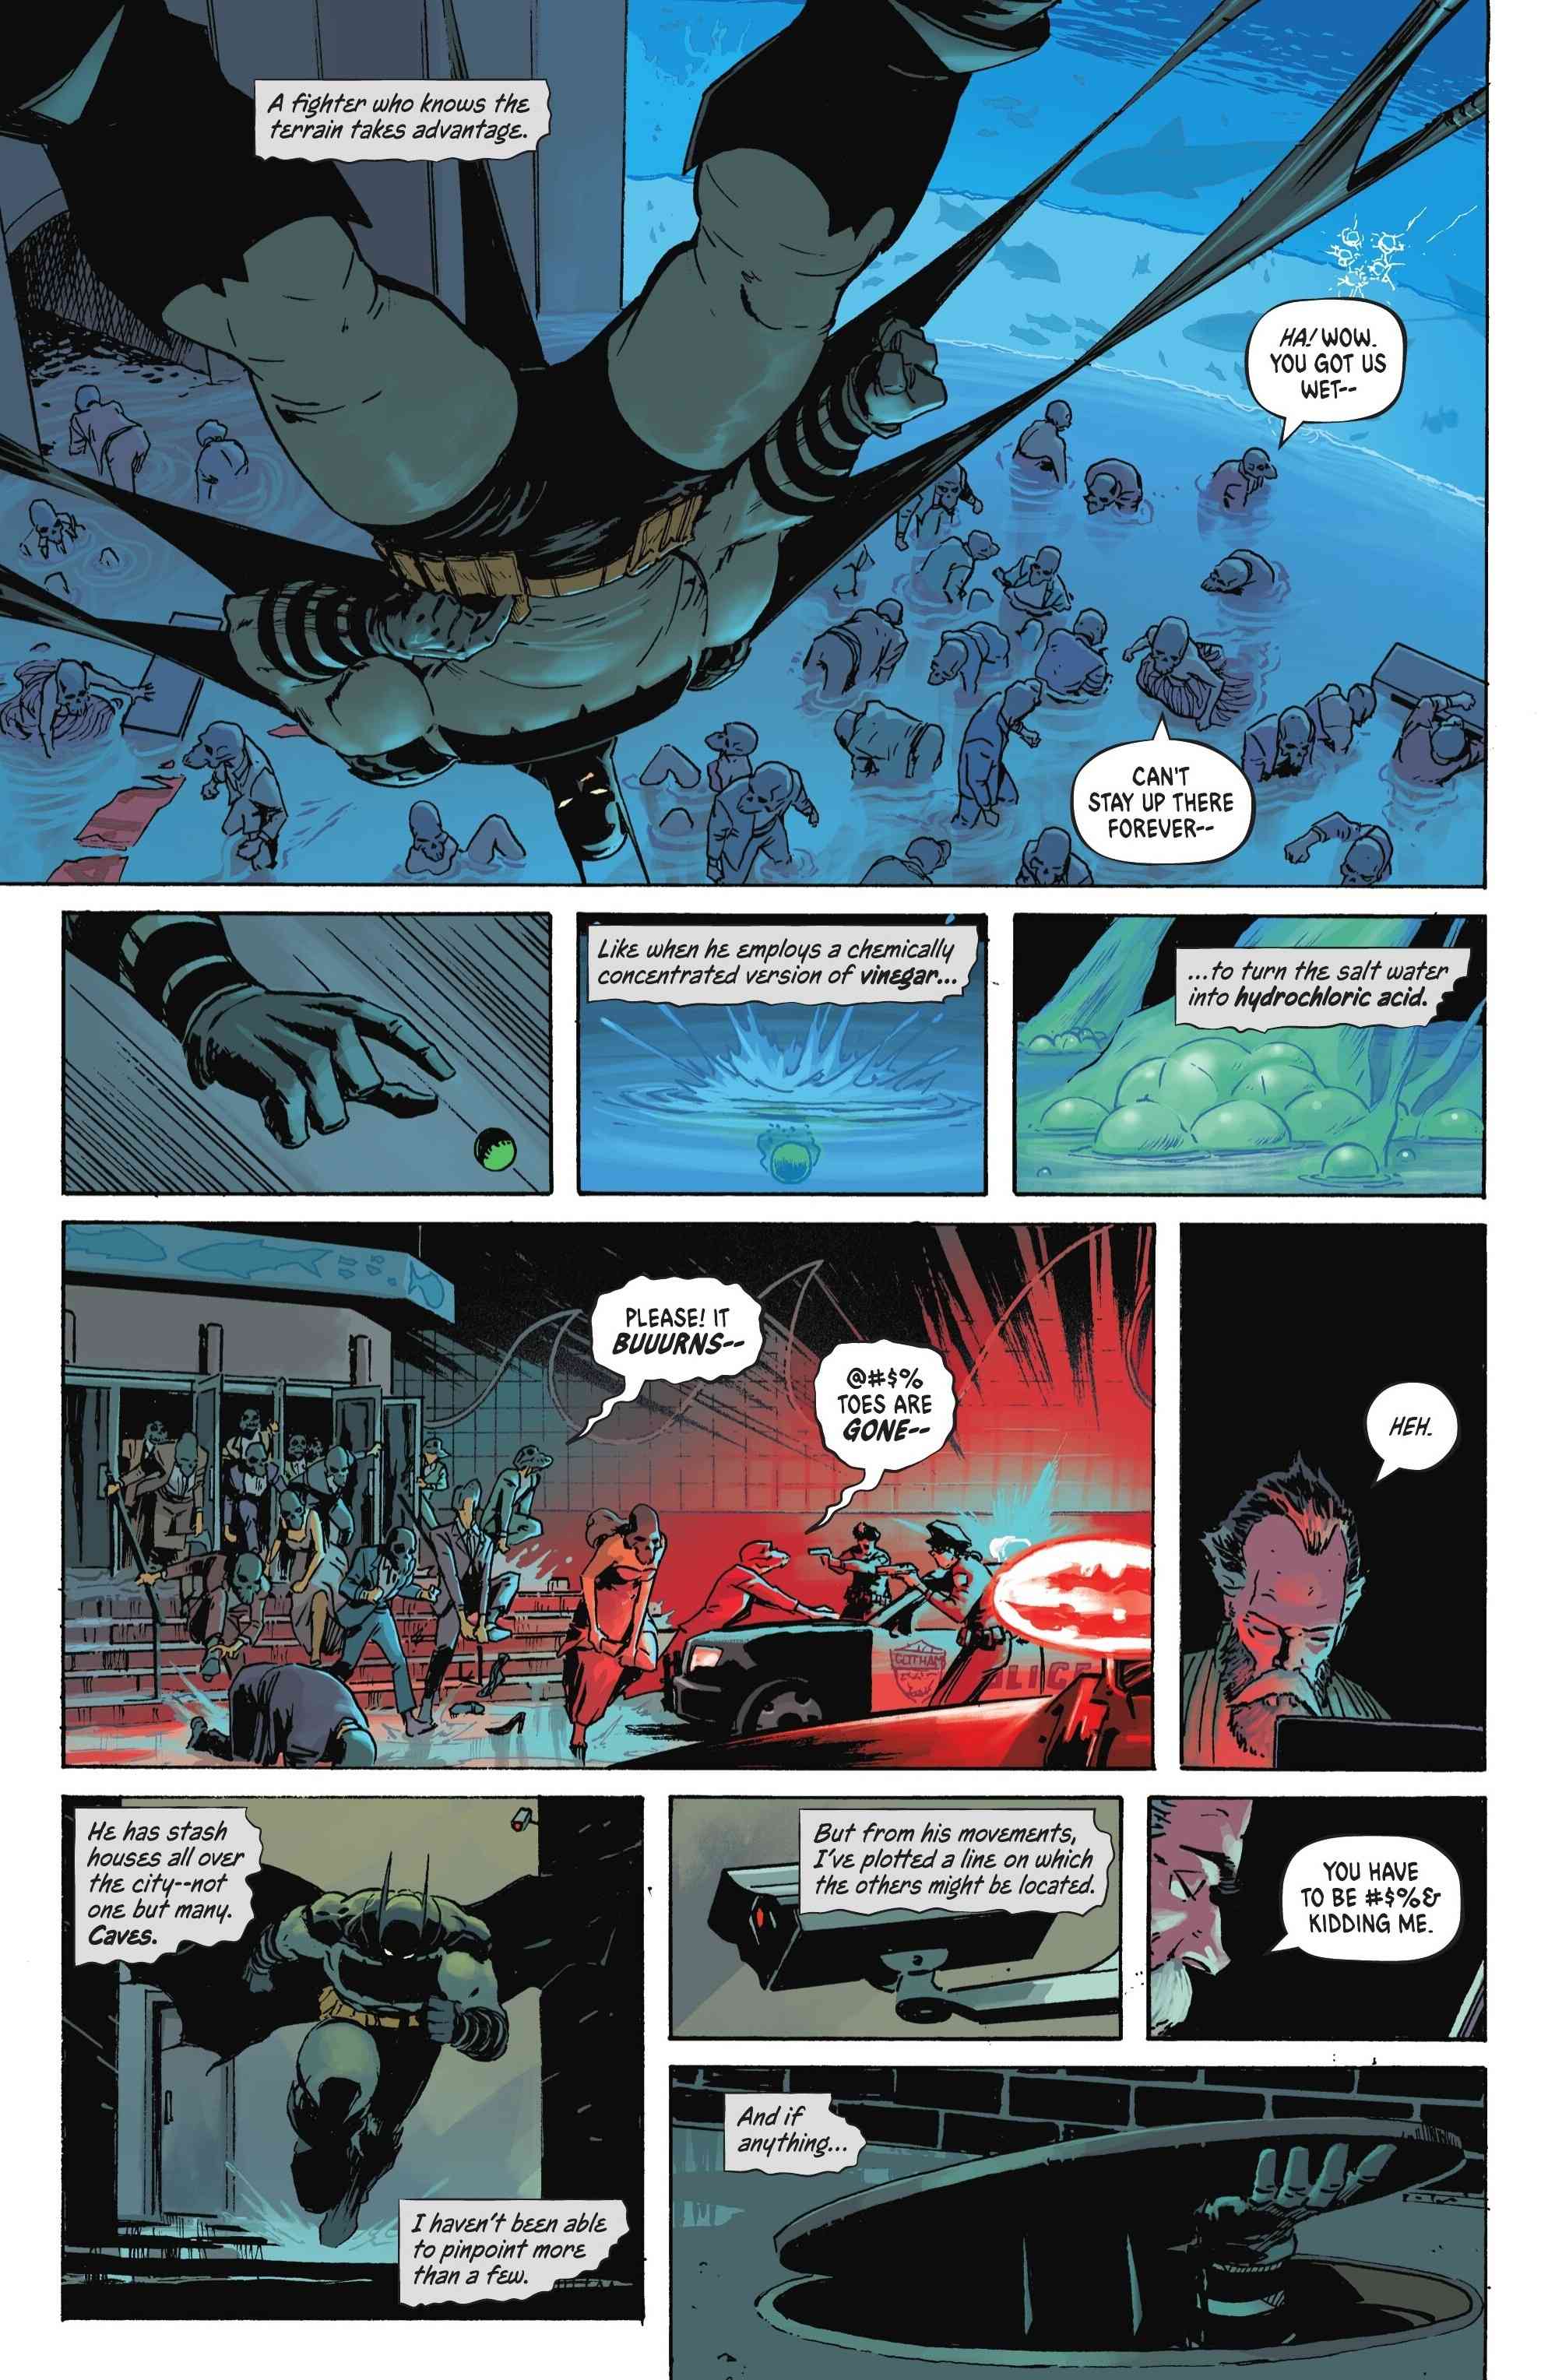 A fighter who knows the
terrain takes advantage.
HA! WOW.
YOU GOT US
WET--
CAN'T
STAY UP THERE
FOREVER--
Like when he employs a chemically
concentrated version of vinegar...
...to turn the salt water
into hydrochloric acid.
PLEASE! IT
BUUURNS--
@#$%
TOES ARE
GONE--
GOTHAM
HEH.
He has stash
houses all over
the city--not
one but many.
Caves.
I haven't been able
to pinpoint more
than a few.
But from his movements,
I've plotted a line on which
the others might be located.
YOU HAVE
TO BE #$%&
KIDDING ME.
And if
anything...